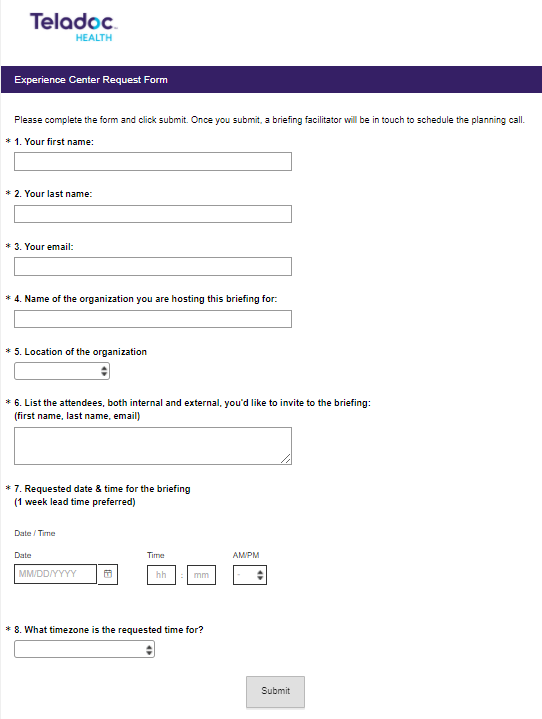 Teladoc
HEALTH
Experience Center Request Form
Please complete the form and click submit. Once you submit, a briefing facilitator will be in touch to schedule the planning call.
* 1. Your first name:
* 2. Your last name:
* 3. Your email:
* 4. Name of the organization you are hosting this briefing for:
* 5. Location of the organization
* 6. List the attendees, both internal and external, you'd like to invite to the briefing:
(first name, last name, email)
* 7. Requested date & time for the briefing
(1 week lead time preferred)
Date / Time
Date Time AM/PM
MM/DD/YYYY hh : mm -
* 8. What timezone is the requested time for?
Submit